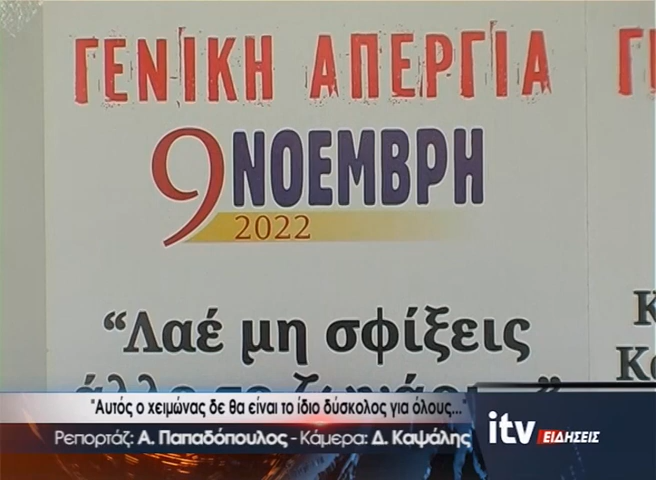 ΓΕΝΙΚΗ ΑΠΕΡΓΙΑ
9 ΝΟΕΜΒΡΗ
2022
“Λαέ μη σφίξεις
"Αυτός ο χειμώνας δε θα είναι το ίδιο δύσκολος για όλους...
Ρεπορτάζ: Α. Παπαδόπουλος - Κάμερα: Δ. Καψάλης
itv ΕΙΔΗΣΕΙΣ